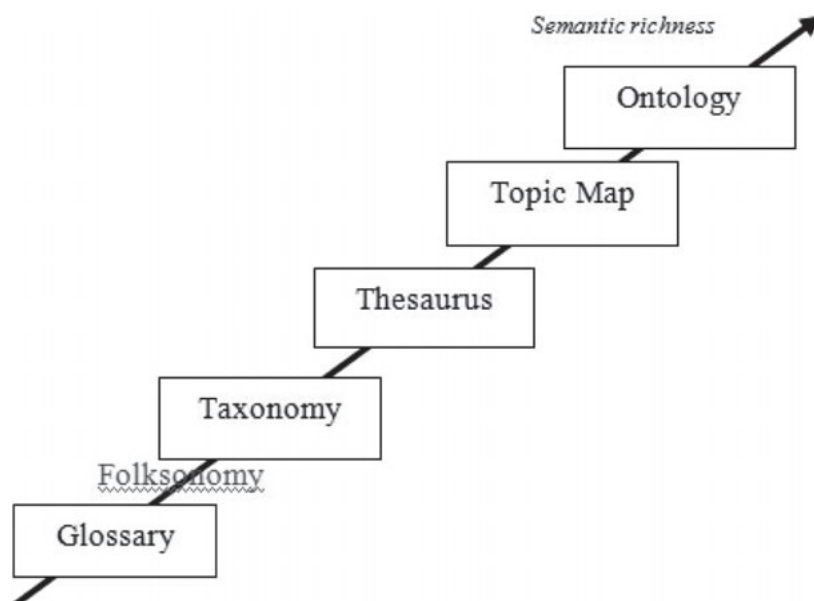 Semantic richness
Ontology
Topic Map
Thesaurus
Taxonomy
Folksonomy
Glossary